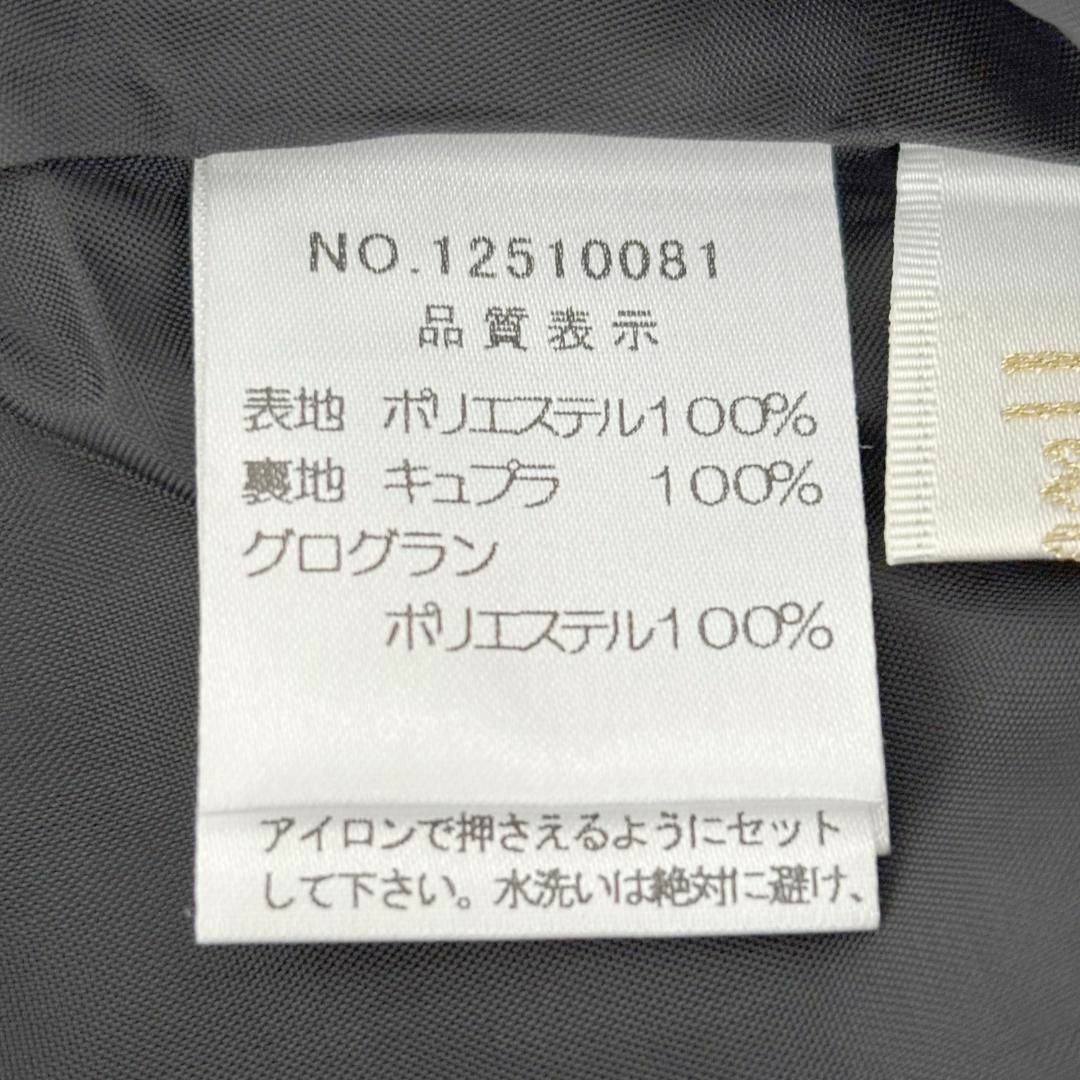 NO.12510081
品質表示
表地 ポリエステル100%
裏地 キュプラ 100%
グログラン
ポリエステル100%
アイロンで押さえるようにセット
して下さい。水洗いは絶対に避け、